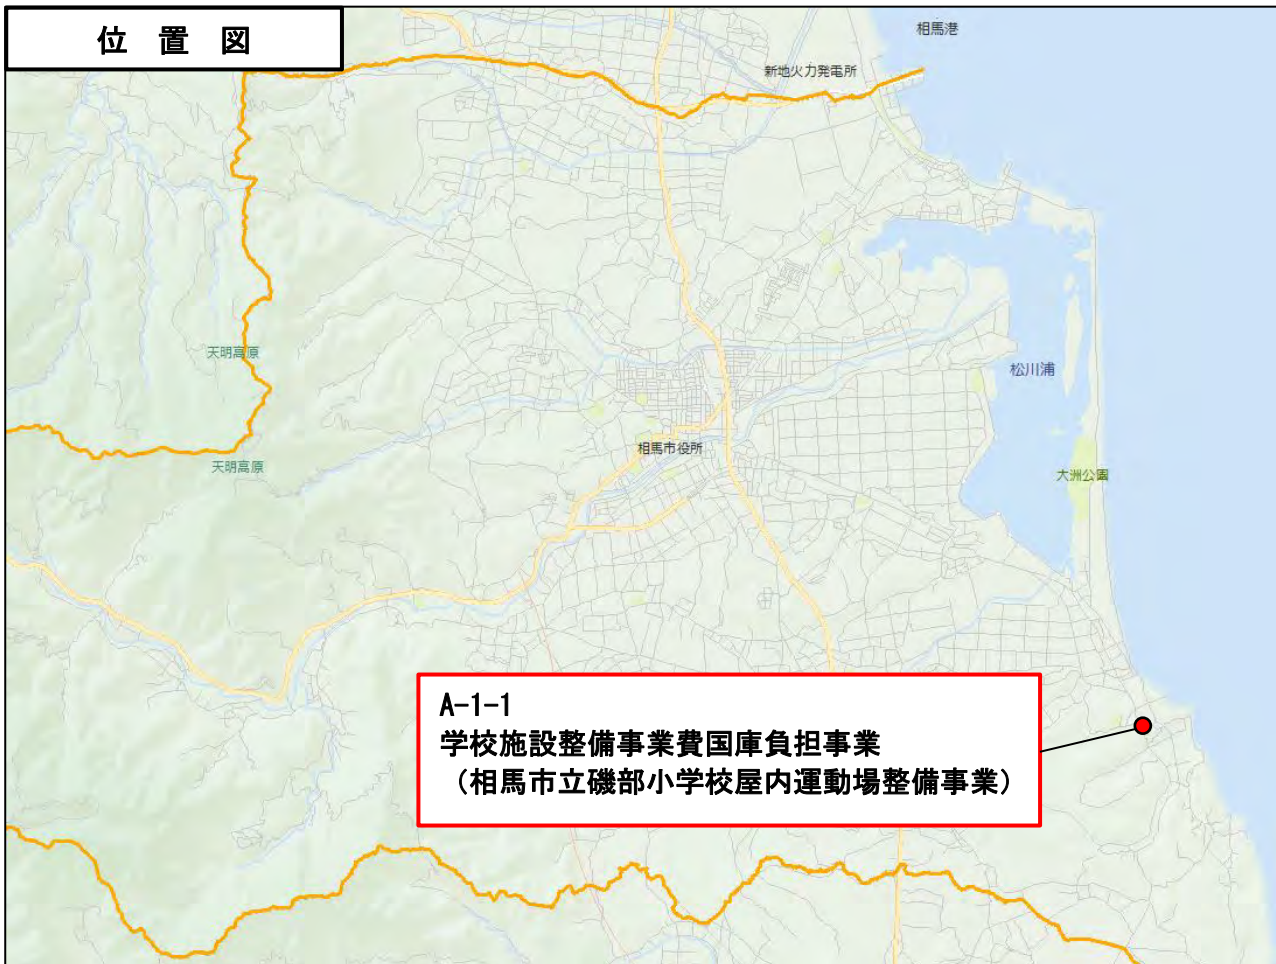 位 置 図
相馬港
新地火力発電所
天明高原
松川浦
相馬市役所
天明高原
大洲公園
A-1-1
学校施設整備事業費国庫負担事業
(相馬市立磯部小学校屋内運動場整備事業)